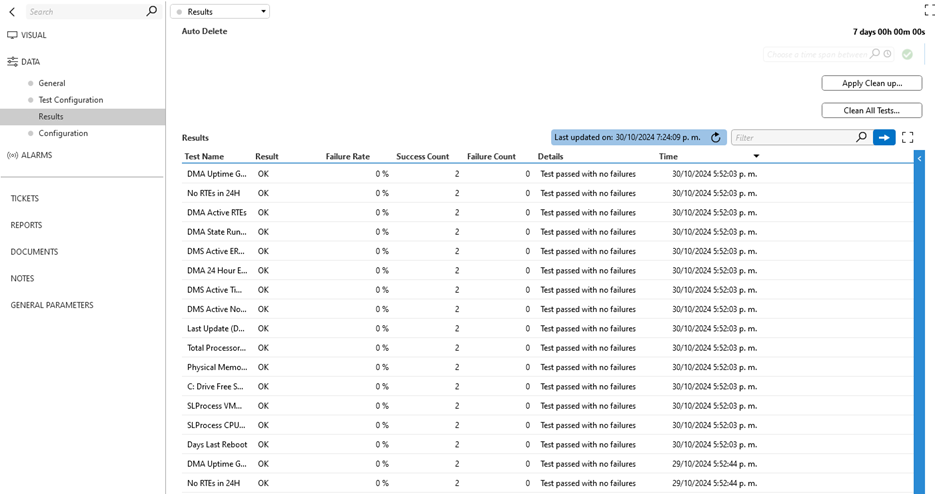 Search
VISUAL
DATA
General
Test Configuration
Results
Configuration
ALARMS
TICKETS
REPORTS
DOCUMENTS
NOTES
GENERAL PARAMETERS
Results
Auto Delete 7 days 00h 00m 00s
Choose a time span between
Apply Clean up...
Clean All Tests...
Results Last updated on: 30/10/2024 7:24:09 p. m. Filter
Test Name Result Failure Rate Success Count Failure Count Details Time
DMA Uptime G... OK 0 % 2 0 Test passed with no failures 30/10/2024 5:52:03 p. m.
No RTEs in 24H OK 0 % 2 0 Test passed with no failures 30/10/2024 5:52:03 p. m.
DMA Active RTEs OK 0 % 2 0 Test passed with no failures 30/10/2024 5:52:03 p. m.
DMA State Run... OK 0 % 2 0 Test passed with no failures 30/10/2024 5:52:03 p. m.
DMS Active ER... OK 0 % 2 0 Test passed with no failures 30/10/2024 5:52:03 p. m.
DMA 24 Hour E... OK 0 % 2 0 Test passed with no failures 30/10/2024 5:52:03 p. m.
DMS Active Ti... OK 0 % 2 0 Test passed with no failures 30/10/2024 5:52:03 p. m.
DMS Active No... OK 0 % 2 0 Test passed with no failures 30/10/2024 5:52:03 p. m.
Last Update (D... OK 0 % 2 0 Test passed with no failures 30/10/2024 5:52:03 p. m.
Total Processor... OK 0 % 2 0 Test passed with no failures 30/10/2024 5:52:03 p. m.
Physical Memo... OK 0 % 2 0 Test passed with no failures 30/10/2024 5:52:03 p. m.
C: Drive Free S... OK 0 % 2 0 Test passed with no failures 30/10/2024 5:52:03 p. m.
SLProcess VM... OK 0 % 2 0 Test passed with no failures 30/10/2024 5:52:03 p. m.
SLProcess CPU... OK 0 % 2 0 Test passed with no failures 30/10/2024 5:52:03 p. m.
Days Last Reboot OK 0 % 2 0 Test passed with no failures 30/10/2024 5:52:03 p. m.
DMA Uptime G... OK 0 % 2 0 Test passed with no failures 29/10/2024 5:52:44 p. m.
No RTEs in 24H OK 0 % 2 0 Test passed with no failures 29/10/2024 5:52:44 p. m.